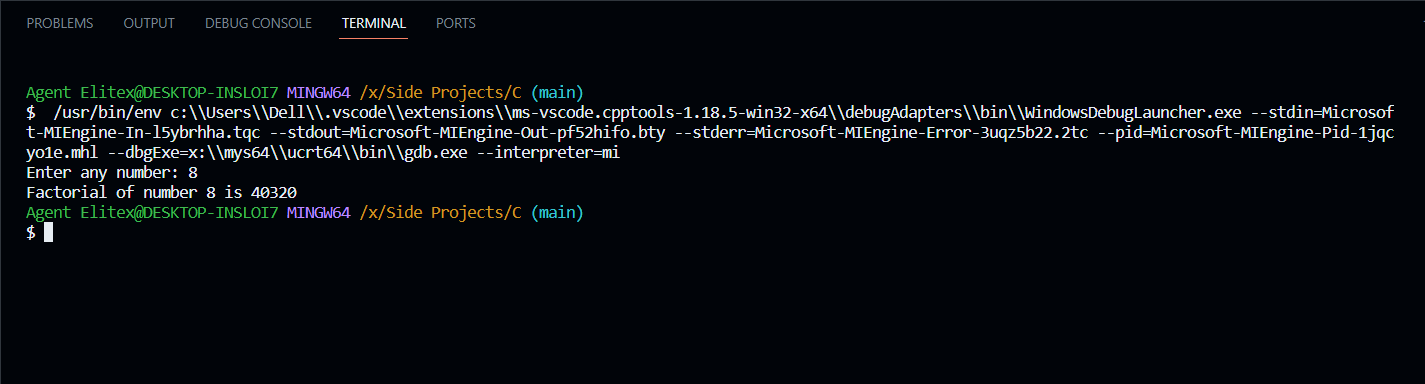 PROBLEMS OUTPUT DEBUG CONSOLE TERMINAL PORTS
Agent Elitex@DESKTOP-INSLOI7 MINGW64 /x/Side Projects/C (main)
$  /usr/bin/env c:\\Users\\Dell\\.vscode\\extensions\\ms-vscode.cpptools-1.18.5-win32-x64\\debugAdapters\\bin\\WindowsDebugLauncher.exe --stdin=Microsof
t-MIEngine-In-l5ybrhha.tqc --stdout=Microsoft-MIEngine-Out-pf52hifo.bty --stderr=Microsoft-MIEngine-Error-3uqz5b22.2tc --pid=Microsoft-MIEngine-Pid-1jqc
yo1e.mhl --dbgExe=x:\\mys64\\ucrt64\\bin\\gdb.exe --interpreter=mi
Enter any number: 8
Factorial of number 8 is 40320
Agent Elitex@DESKTOP-INSLOI7 MINGW64 /x/Side Projects/C (main)
$